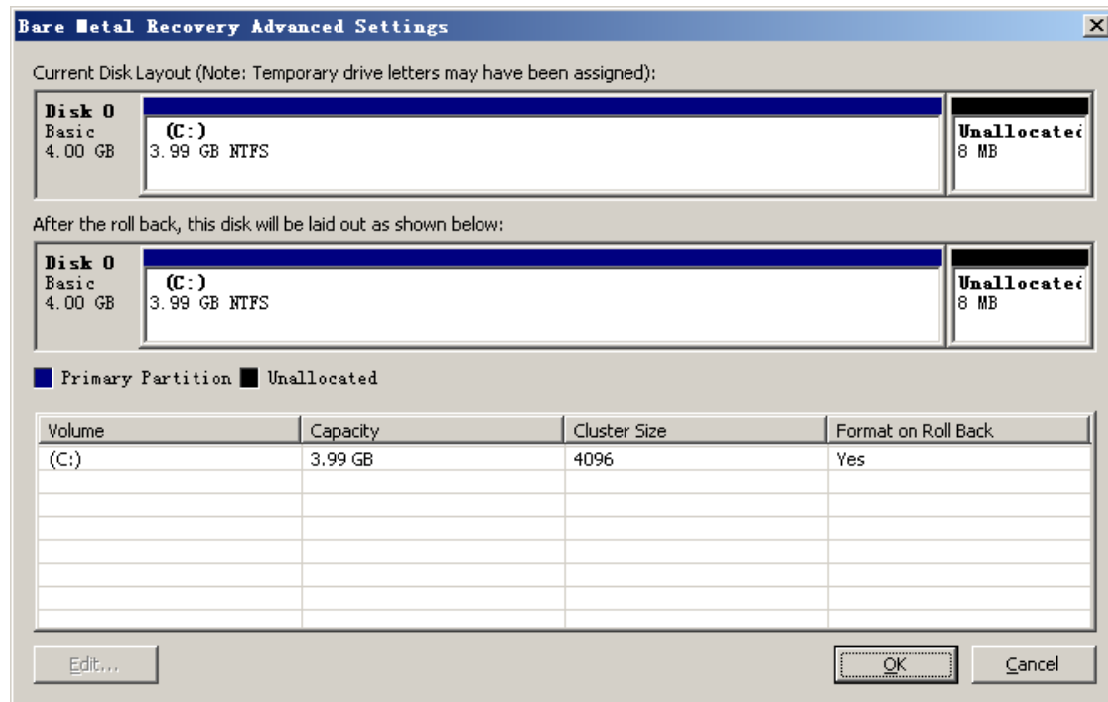 Bare Metal Recovery Advanced Settings
Current Disk Layout (Note: Temporary drive letters may have been assigned):
Disk 0
Basic
4.00 GB
(C:)
3.99 GB NTFS
Unallocated
8 MB
After the roll back, this disk will be laid out as shown below:
Disk 0
Basic
4.00 GB
(C:)
3.99 GB NTFS
Unallocated
8 MB
Primary Partition Unallocated
Volume Capacity Cluster Size Format on Roll Back
(C:) 3.99 GB 4096 Yes
Edit... OK Cancel